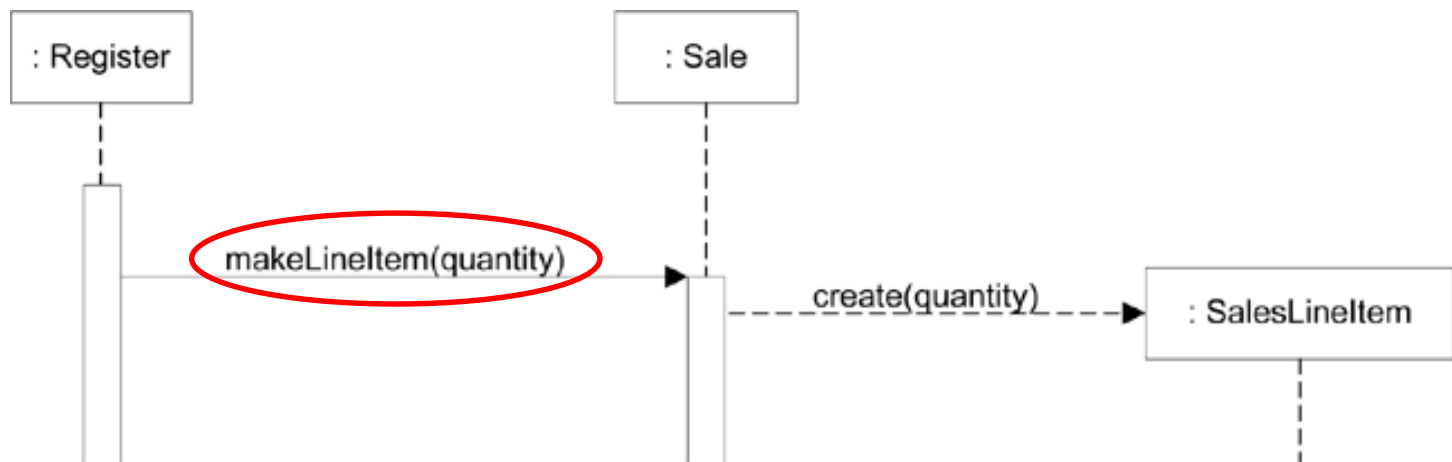 : Register
: Sale
makeLineItem(quantity)
create(quantity)
: SalesLineItem